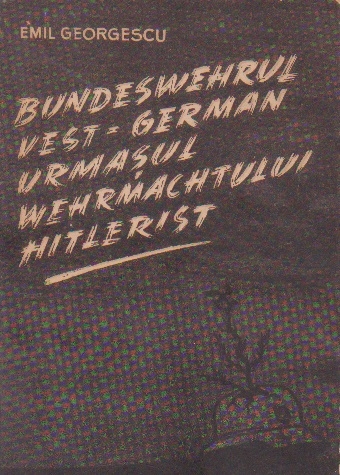 EMIL GEORGESCU
BUNDESWEHRUL
VEST-GERMAN
URMAȘUL
WEHRMACHTULUI
HITLERIST